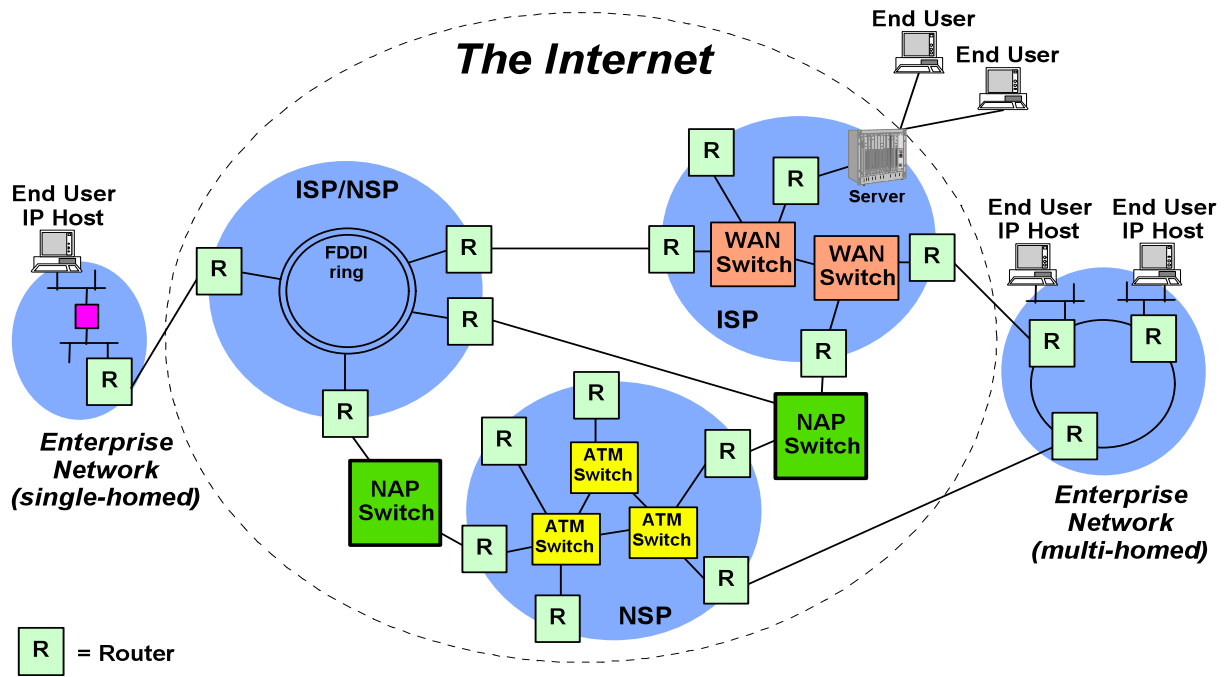 The Internet
End User
End User
ISP/NSP
FDDI
ring
R
R
R
R
R
R
R
Server
WAN
Switch
WAN
Switch
R
R
R
ISP
End User
IP Host
R
Enterprise
Network
(single-homed)
End User
IP Host
End User
IP Host
R
R
R
Enterprise
Network
(multi-homed)
NAP
Switch
NAP
Switch
R
R
R
ATM
Switch
ATM
Switch
ATM
Switch
R
R
R
NSP
R
= Router